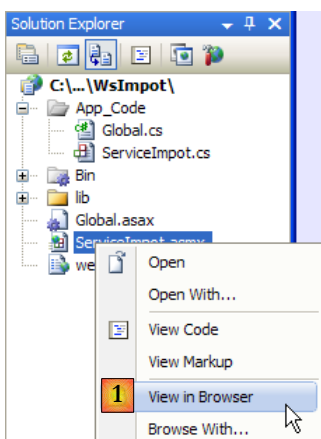 Solution Explorer
C:\...\WsImpot\
App_Code
Global.cs
ServiceImpot.cs
Bin
lib
Global.asax
ServiceImpot.asmx
we
Open
Open With...
View Code
View Markup
1 View in Browser
Browse With...